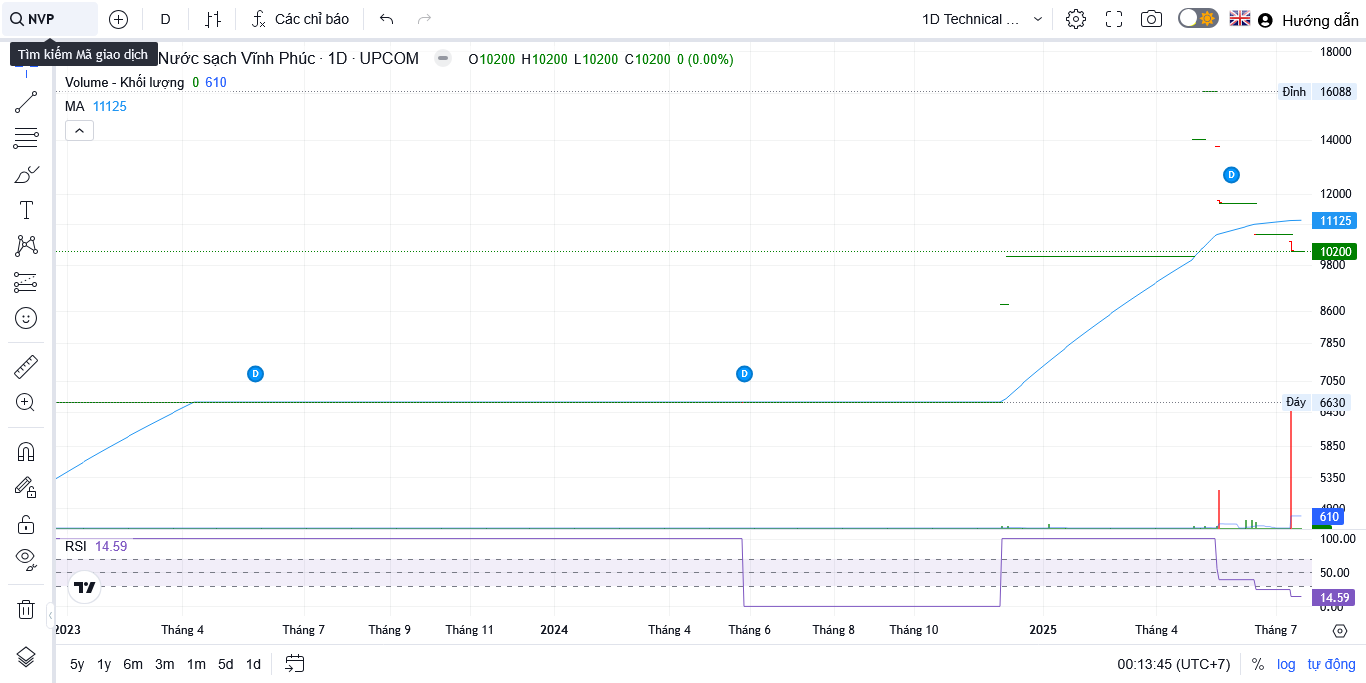 NVP D Các chỉ báo 1D Technical ... Hướng dẫn
Tìm kiếm Mã giao dịch
Nước sạch Vĩnh Phúc · 1D · UPCOM O10200 H10200 L10200 C10200 0 (0.00%)
Volume - Khối lượng 0 610
MA 11125
18000
Đỉnh 16088
14000
12000
D
11125
10200
9800
8600
7850
D D
7050
Đáy 6630
6450
5850
5350
4900
610
RSI 14.59
100.00
50.00
14.59
0.00
2023 Tháng 4 Tháng 7 Tháng 9 Tháng 11 2024 Tháng 4 Tháng 6 Tháng 8 Tháng 10 2025 Tháng 4 Tháng 7
5y 1y 6m 3m 1m 5d 1d 00:13:45 (UTC+7) % log tự động